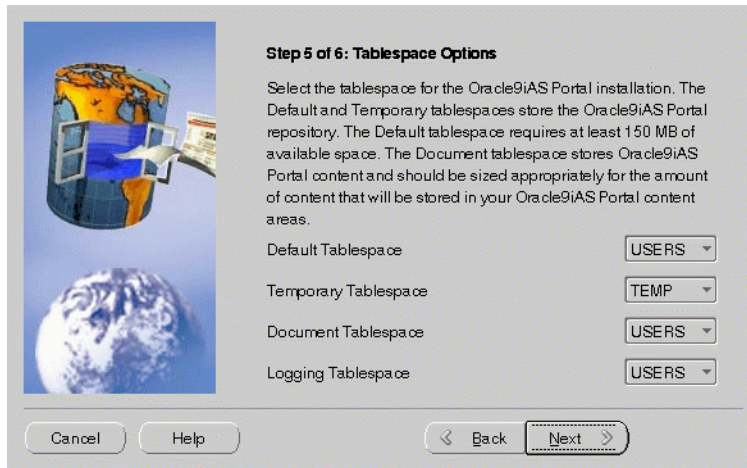 Step 5 of 6: Tablespace Options
Select the tablespace for the Oracle9iAS Portal installation. The
Default and Temporary tablespaces store the Oracle9iAS Portal
repository. The Default tablespace requires at least 150 MB of
available space. The Document tablespace stores Oracle9iAS
Portal content and should be sized appropriately for the amount
of content that will be stored in your Oracle9iAS Portal content
areas.
Default Tablespace USERS
Temporary Tablespace TEMP
Document Tablespace USERS
Logging Tablespace USERS
Cancel Help Back Next